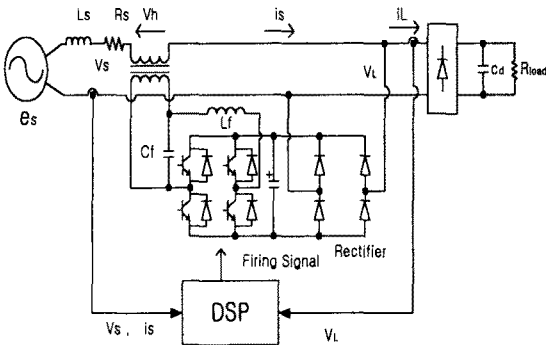 Ls Rs Vh is iL
Vs
es
VL
Cd Rload
Lf
Cf
+
Firing Signal Rectifier
DSP
Vs , is
VL